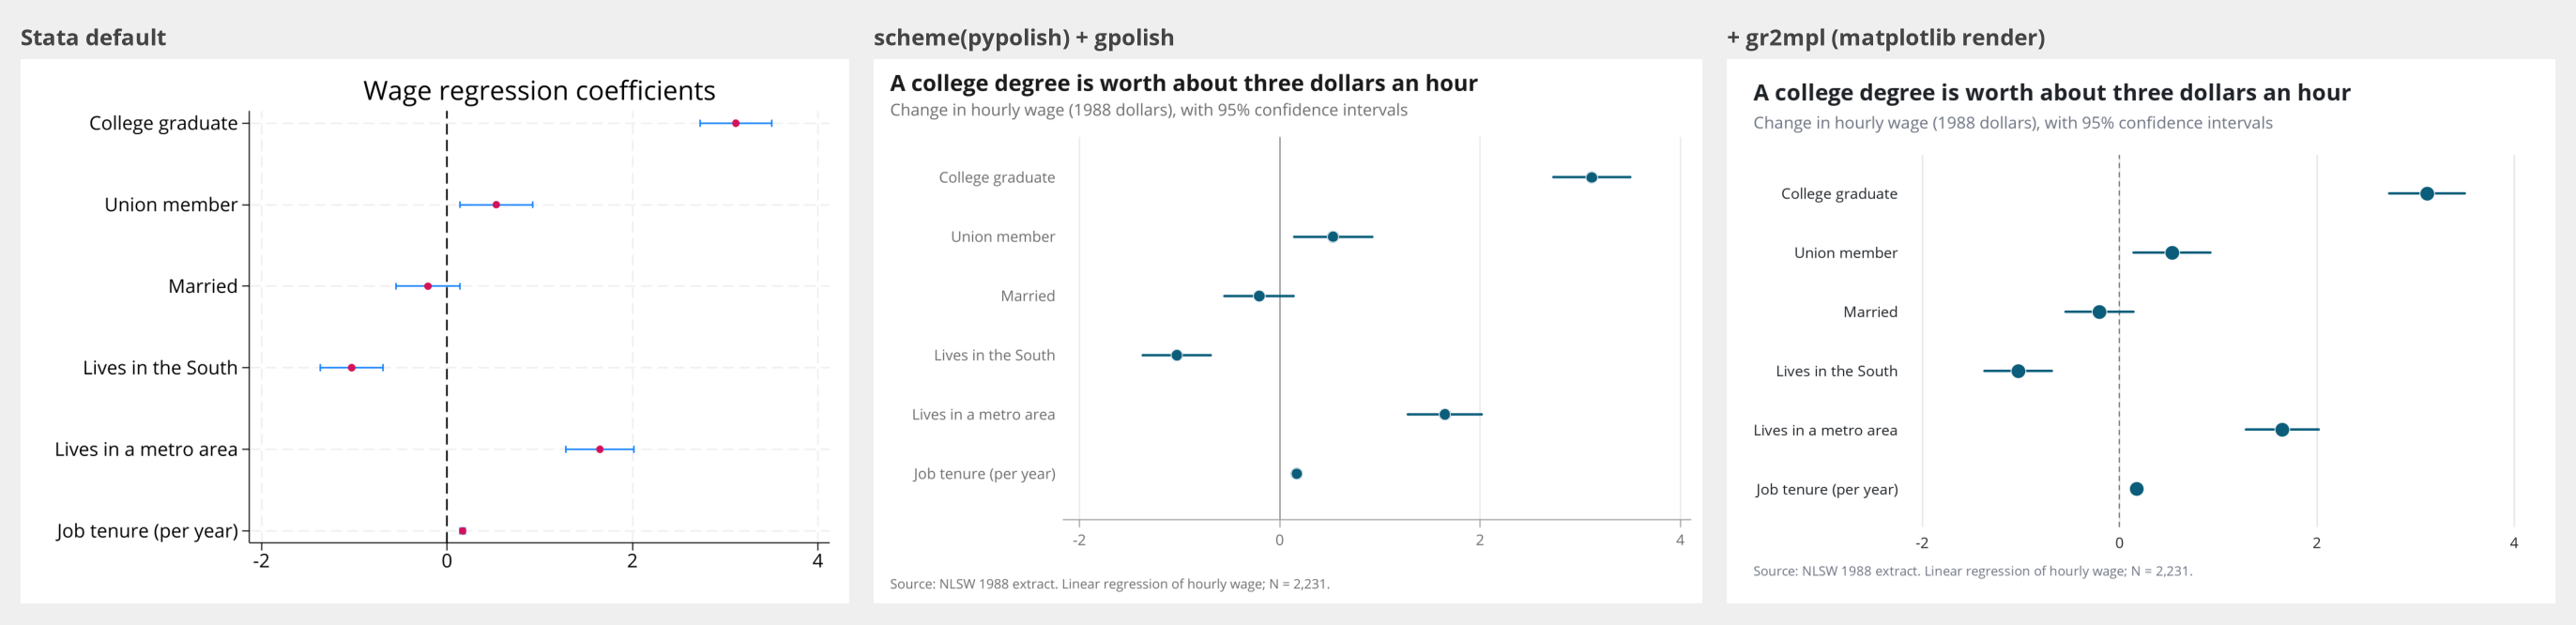 Stata default
Wage regression coefficients
College graduate
Union member
Married
Lives in the South
Lives in a metro area
Job tenure (per year)
-2 0 2 4
scheme(pypolish) + gpolish
A college degree is worth about three dollars an hour
Change in hourly wage (1988 dollars), with 95% confidence intervals
College graduate
Union member
Married
Lives in the South
Lives in a metro area
Job tenure (per year)
-2 0 2 4
Source: NLSW 1988 extract. Linear regression of hourly wage; N = 2,231.
+ gr2mpl (matplotlib render)
A college degree is worth about three dollars an hour
Change in hourly wage (1988 dollars), with 95% confidence intervals
College graduate
Union member
Married
Lives in the South
Lives in a metro area
Job tenure (per year)
-2 0 2 4
Source: NLSW 1988 extract. Linear regression of hourly wage; N = 2,231.